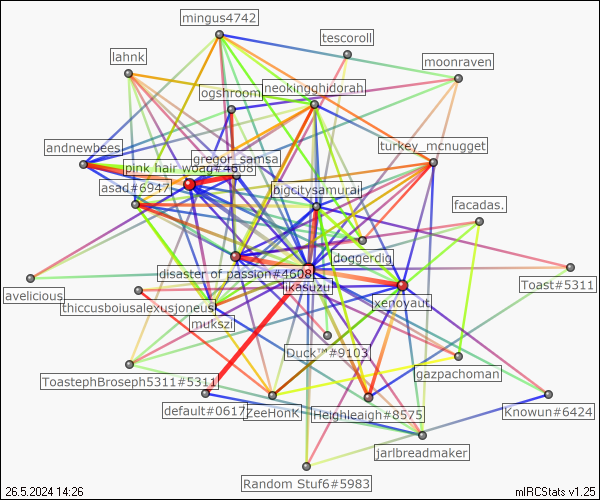 mingus4742
tescoroll
lahnk
moonraven
ogshroom
neokingghidorah
andnewbees
turkey_mcnugget
gregor_samsa
pink hair woag#4608
asad#6947
bigcitysamurai
facadas.
doggerdig
disaster of passion#4608
ikasuzu
Toast#5311
avelicious
thiccusboiusalexusjoneus
xenovaut
mukszi
Duck™#9103
gazpachoman
ToastephBroseph5311#5311
default#0617
ZeeHonK
Heighleaigh#8575
Knowun#6424
jarlbreadmaker
Random Stuf6#5983
26.5.2024 14:26
mIRCStats v1.25